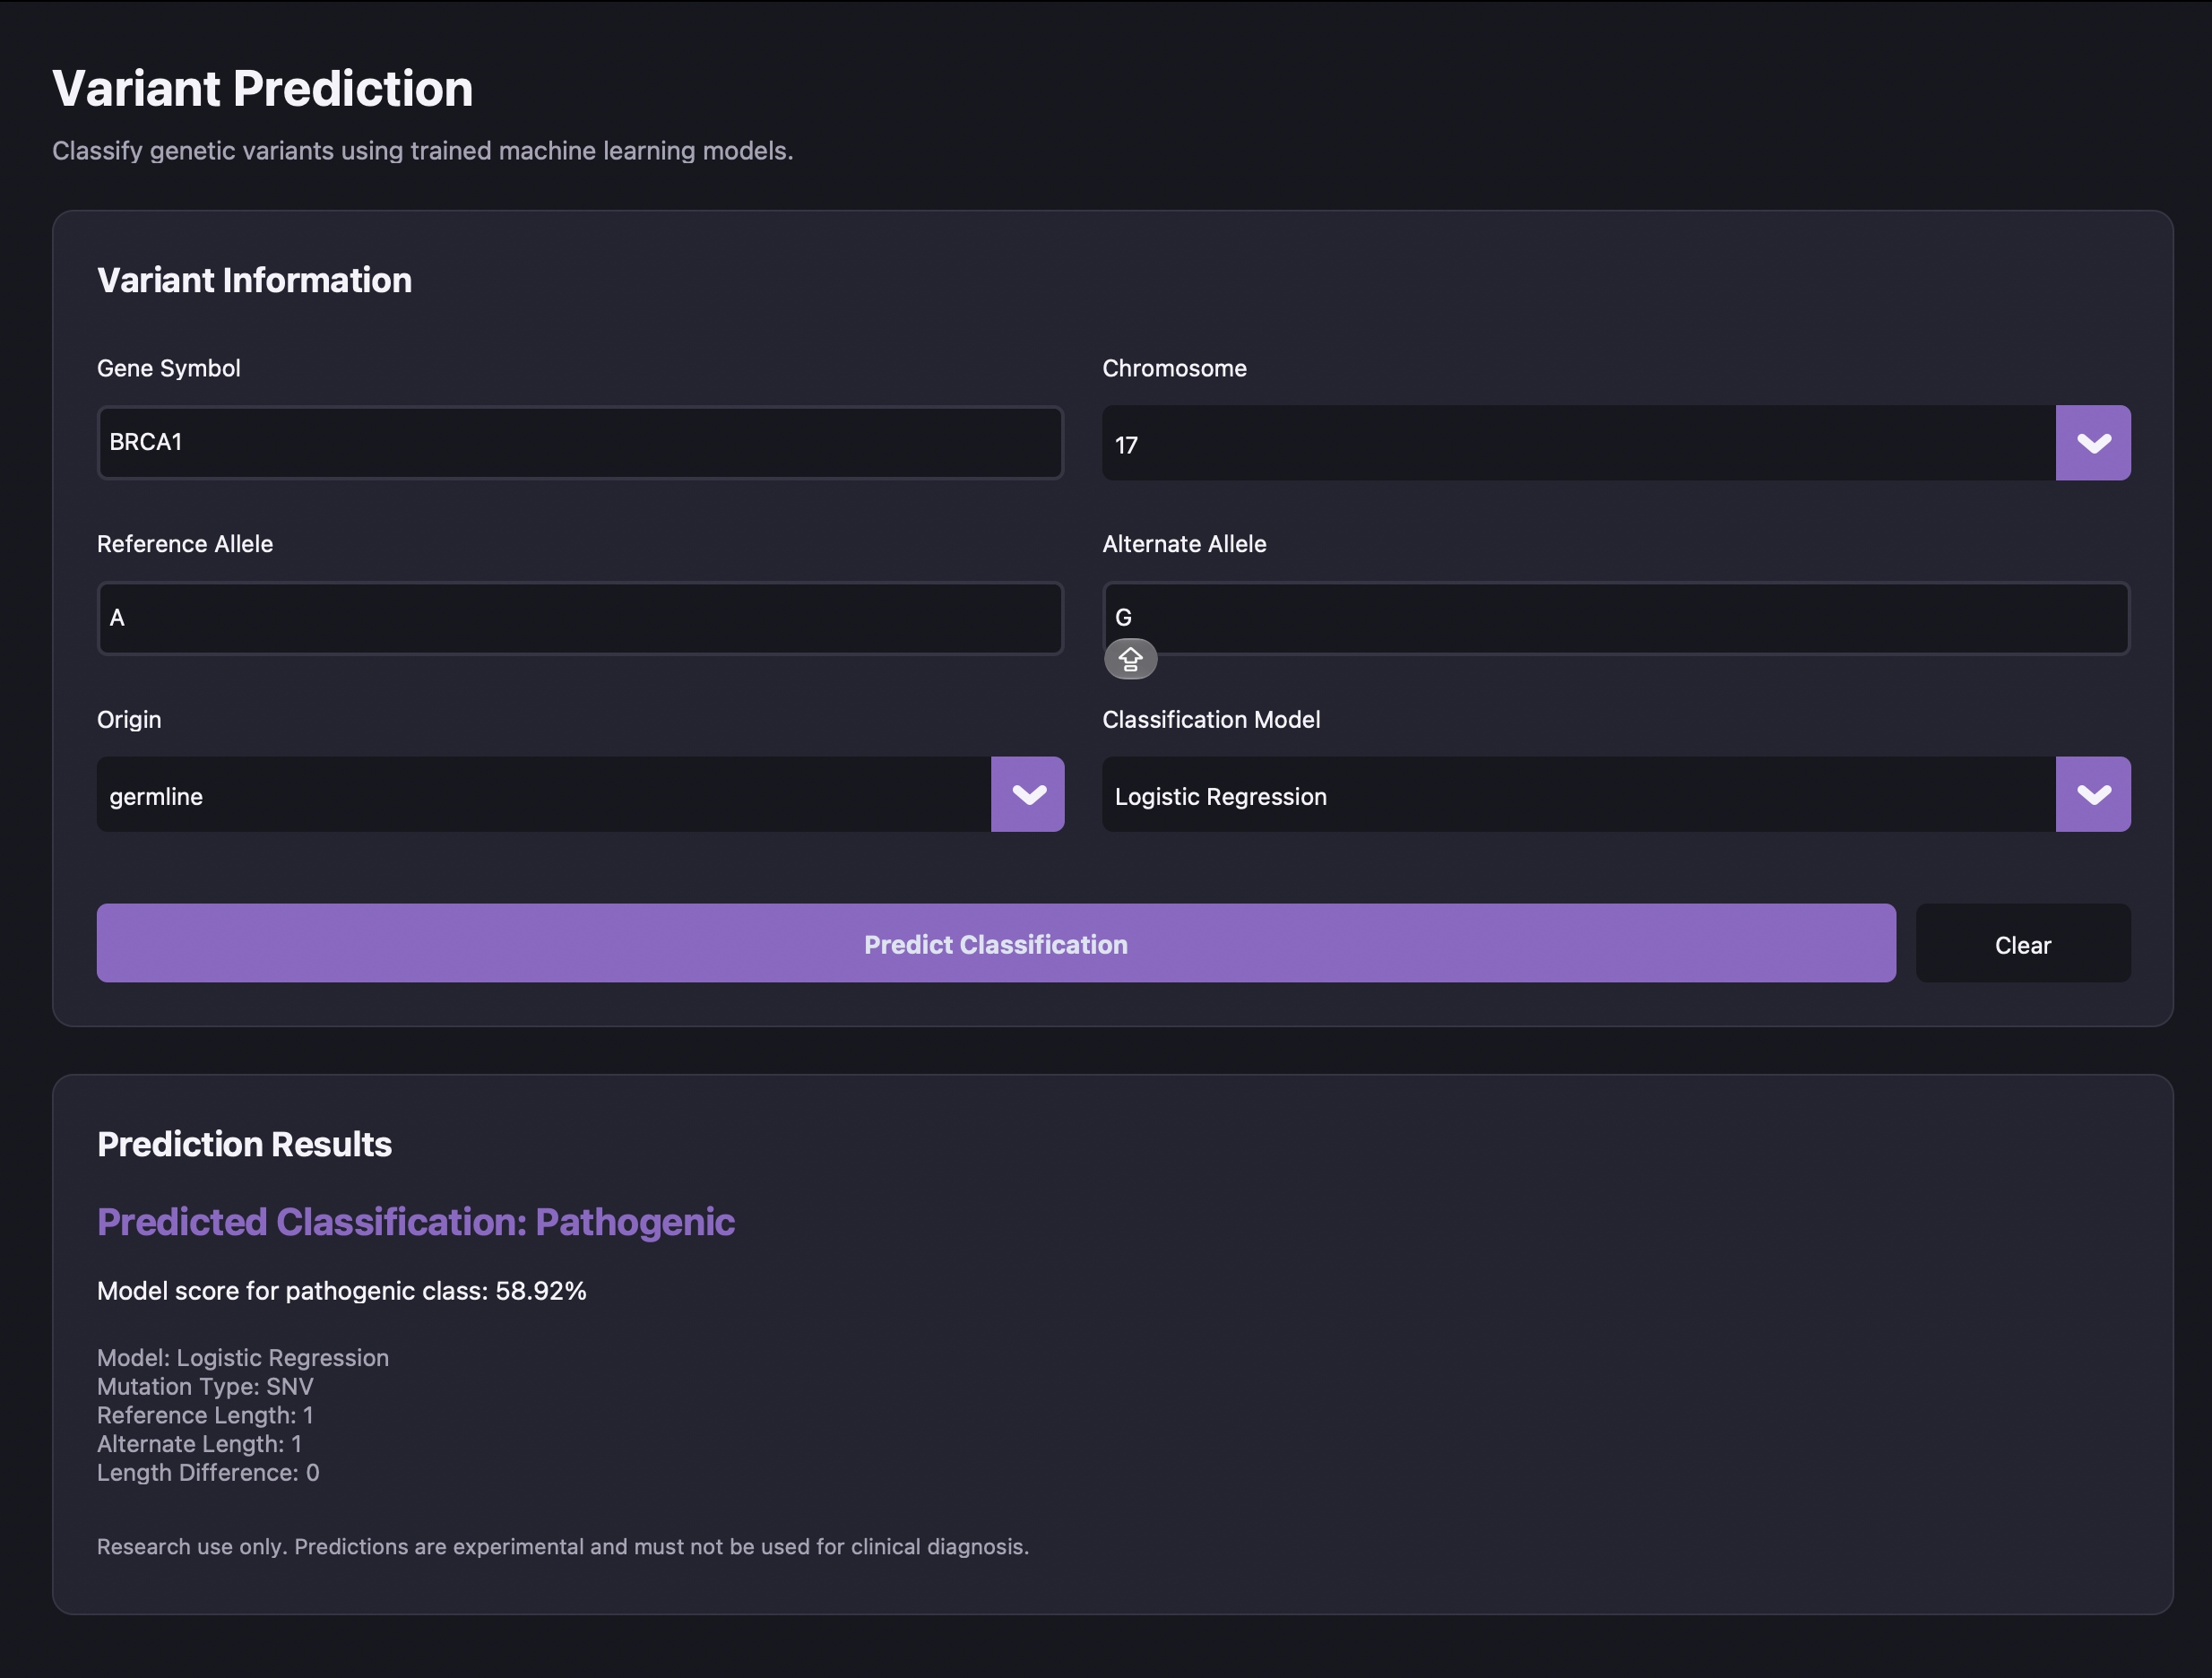 Variant Prediction
Classify genetic variants using trained machine learning models.
Variant Information
Gene Symbol
Chromosome
BRCA1
17
Reference Allele
Alternate Allele
A
G
Origin
Classification Model
germline
Logistic Regression
Predict Classification
Clear
Prediction Results
Predicted Classification: Pathogenic
Model score for pathogenic class: 58.92%
Model: Logistic Regression
Mutation Type: SNV
Reference Length: 1
Alternate Length: 1
Length Difference: 0
Research use only. Predictions are experimental and must not be used for clinical diagnosis.